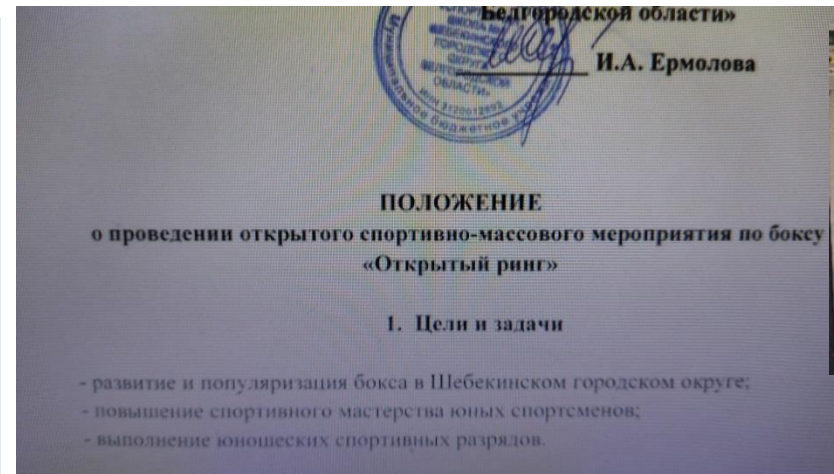 Белгородской области»
И.А. Ермолова
ПОЛОЖЕНИЕ
о проведении открытого спортивно-массового мероприятия по боксу
«Открытый ринг»
1. Цели и задачи
- развитие и популяризация бокса в Шебекинском городском округе;
- повышение спортивного мастерства юных спортсменов;
- выполнение юношеских спортивных разрядов.